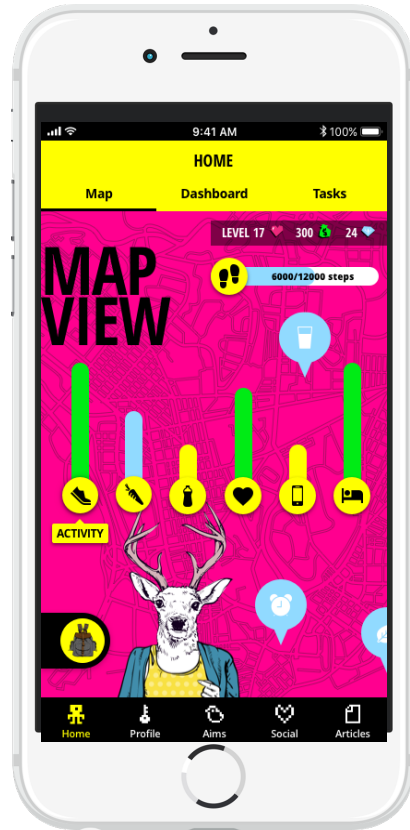 9:41 AM
100%
HOME
Map Dashboard Tasks
LEVEL 17 300 24
MAP
VIEW
6000/12000 steps
ACTIVITY
Home Profile Aims Social Articles